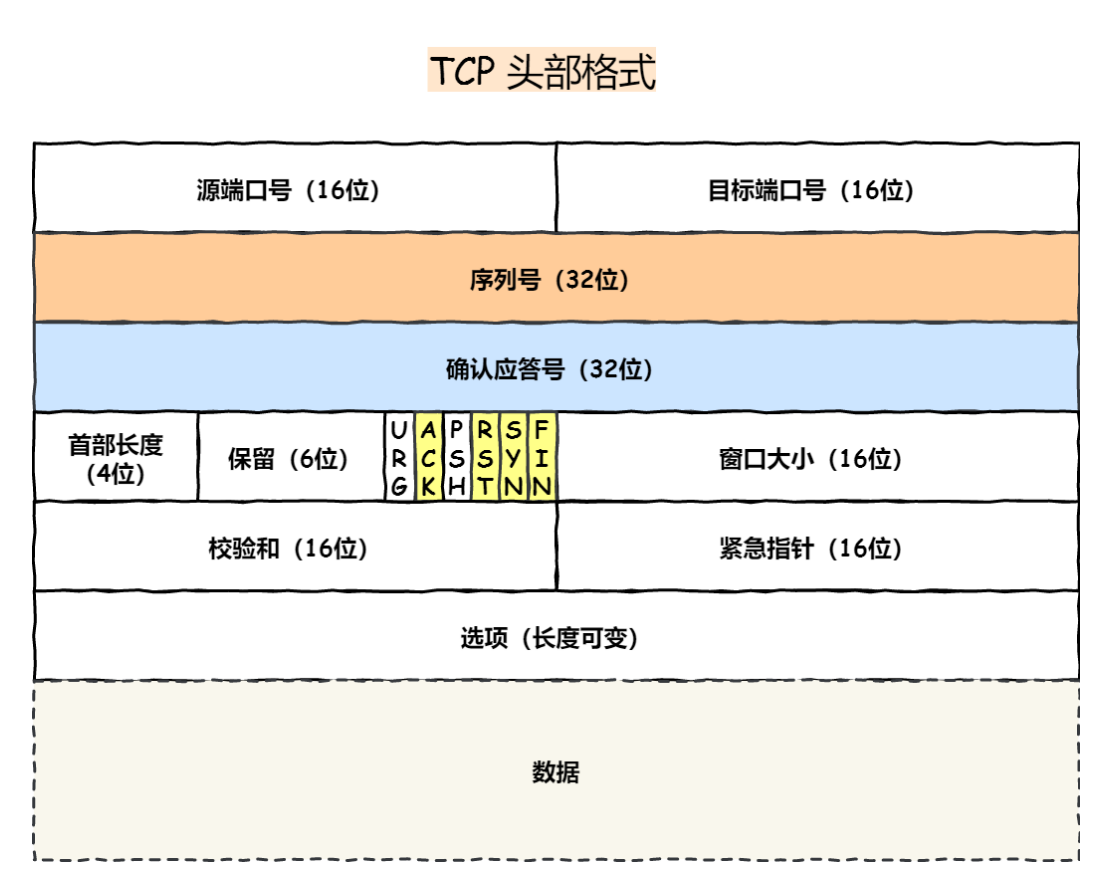 TCP 头部格式
源端口号（16位）
目标端口号（16位）
序列号（32位）
确认应答号（32位）
首部长度
（4位）
保留（6位）
URG
ACK
PSH
RST
SYN
FIN
窗口大小（16位）
校验和（16位）
紧急指针（16位）
选项（长度可变）
数据